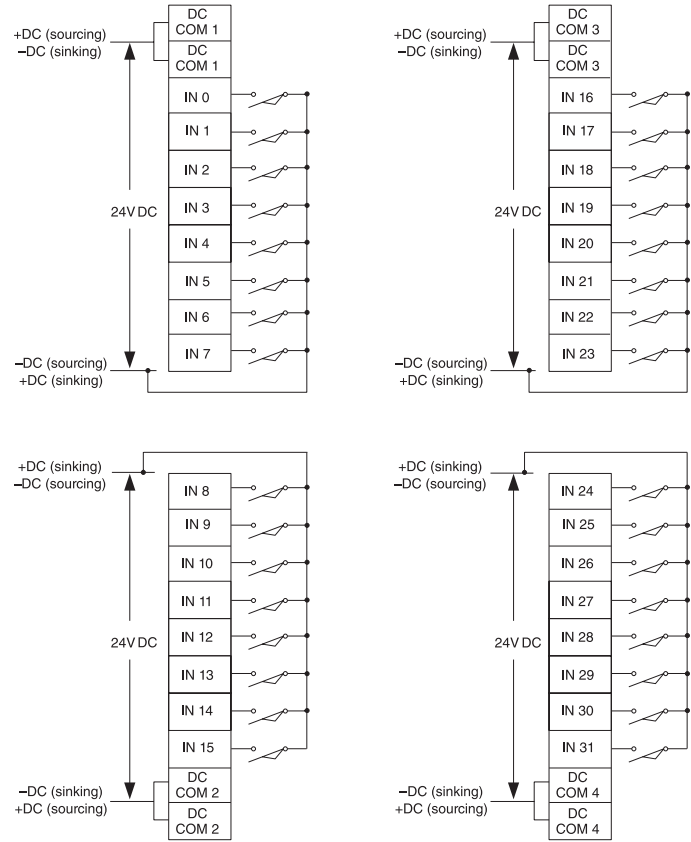 DC
COM 1
DC
COM 1
+DC (sourcing)
–DC (sinking)
IN 0
IN 1
IN 2
IN 3
24V DC
IN 4
IN 5
IN 6
IN 7
–DC (sourcing)
+DC (sinking)
DC
COM 3
DC
COM 3
+DC (sourcing)
–DC (sinking)
IN 16
IN 17
IN 18
IN 19
24V DC
IN 20
IN 21
IN 22
IN 23
–DC (sourcing)
+DC (sinking)
+DC (sinking)
–DC (sourcing)
IN 8
IN 9
IN 10
IN 11
IN 12
24V DC
IN 13
IN 14
IN 15
DC
COM 2
DC
COM 2
–DC (sinking)
+DC (sourcing)
+DC (sinking)
–DC (sourcing)
IN 24
IN 25
IN 26
IN 27
IN 28
24V DC
IN 29
IN 30
IN 31
DC
COM 4
DC
COM 4
–DC (sinking)
+DC (sourcing)